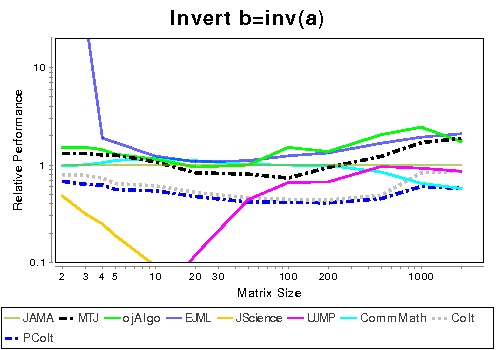 Invert b=inv(a)
Relative Performance
10
1
0.1
2 3 4 5 10 20 30 100 200 1000
Matrix Size
JAMA MTJ ojAlgo EJML JScience UJMP CommMath Colt
PColt